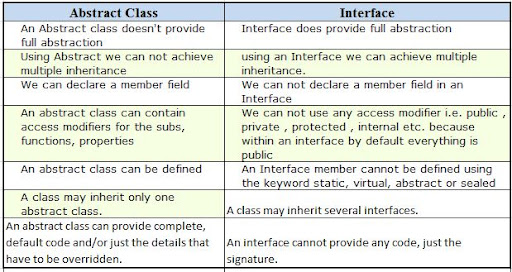 Abstract Class Interface
An Abstract class doesn't provide full abstraction
Interface does provide full abstraction
Using Abstract we can not achieve multiple inheritance
using an Interface we can achieve multiple inheritance.
We can declare a member field
We can not declare a member field in an Interface
An abstract class can contain access modifiers for the subs, functions, properties
We can not use any access modifier i.e. public , private , protected , internal etc. because within an interface by default everything is public
An abstract class can be defined
An Interface member cannot be defined using the keyword static, virtual, abstract or sealed
A class may inherit only one abstract class.
A class may inherit several interfaces.
An abstract class can provide complete, default code and/or just the details that have to be overridden.
An interface cannot provide any code, just the signature.